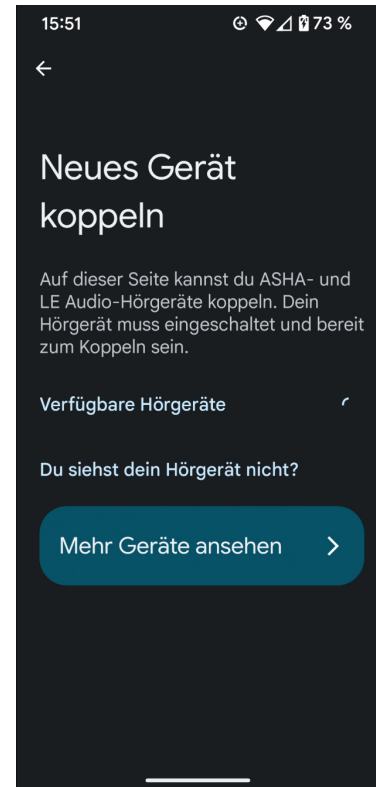 15:51 73 %
Neues Gerät
koppeln
Auf dieser Seite kannst du ASHA- und
LE Audio-Hörgeräte koppeln. Dein
Hörgerät muss eingeschaltet und bereit
zum Koppeln sein.
Verfügbare Hörgeräte
Du siehst dein Hörgerät nicht?
Mehr Geräte ansehen